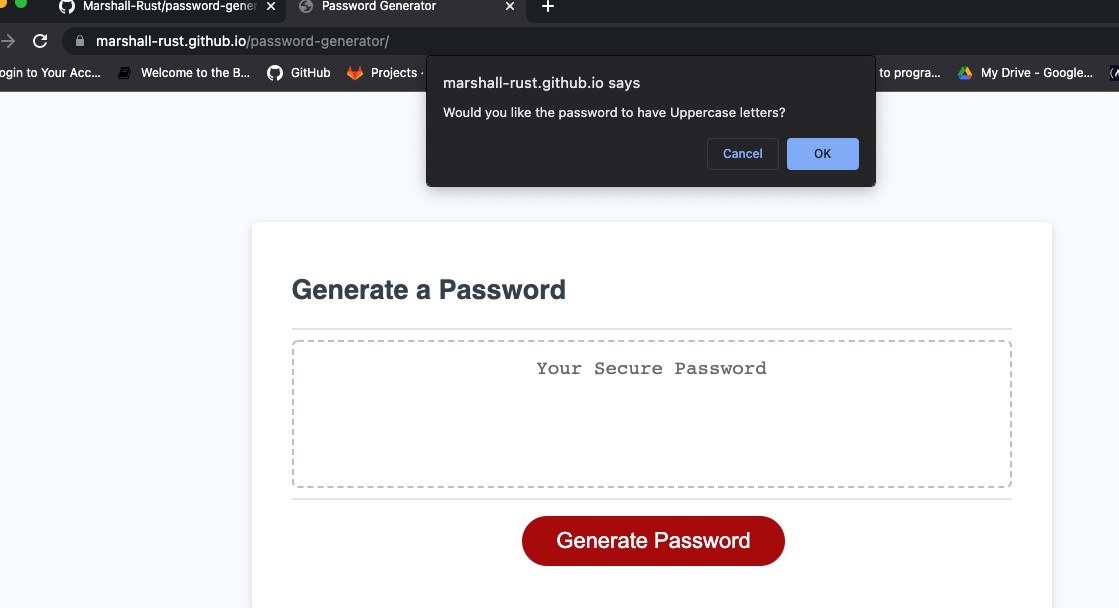 Marshall-Rust/password-gener
Password Generator
marshall-rust.github.io/password-generator/
ogin to Your Acc...
Welcome to the B...
GitHub
Projects ·
to progra...
My Drive - Google...
marshall-rust.github.io says
Would you like the password to have Uppercase letters?
Cancel
OK
Generate a Password
Your Secure Password
Generate Password